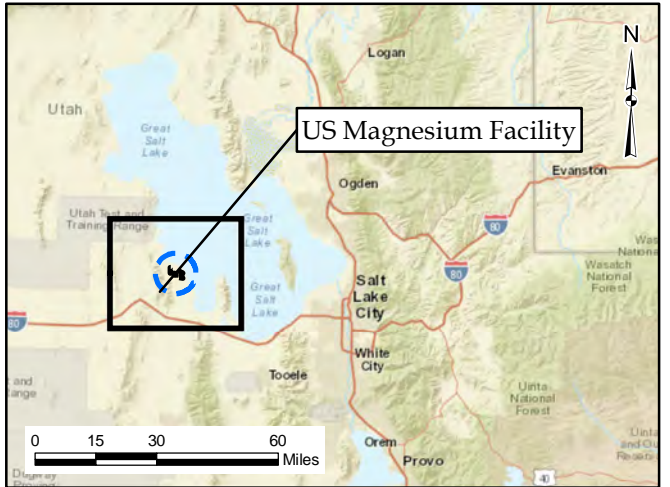 N
Logan
Utah
US Magnesium Facility
Great
Salt
Lake
Evanston
Ogden
Utah Test and
Training Range
Great
Salt
Lake
80
Wasatch
National
Forest
80
Salt
Lake
City
Great
Salt
Lake
80
White
City
Tooele
Uinta
National
Forest
0 15 30 60
Miles
Orem
Provo
40